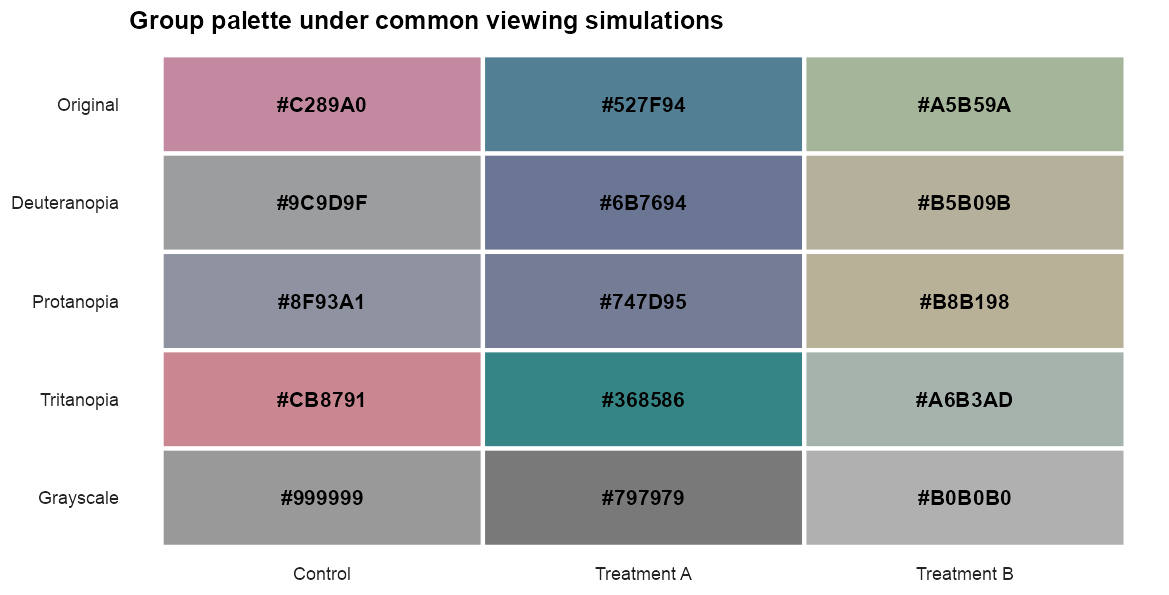 Group palette under common viewing simulations
Original #C289A0 #527F94 #A5B59A
Deuteranopia #9C9D9F #6B7694 #B5B09B
Protanopia #8F93A1 #747D95 #B8B198
Tritanopia #CB8791 #368586 #A6B3AD
Grayscale #999999 #797979 #B0B0B0
Control Treatment A Treatment B